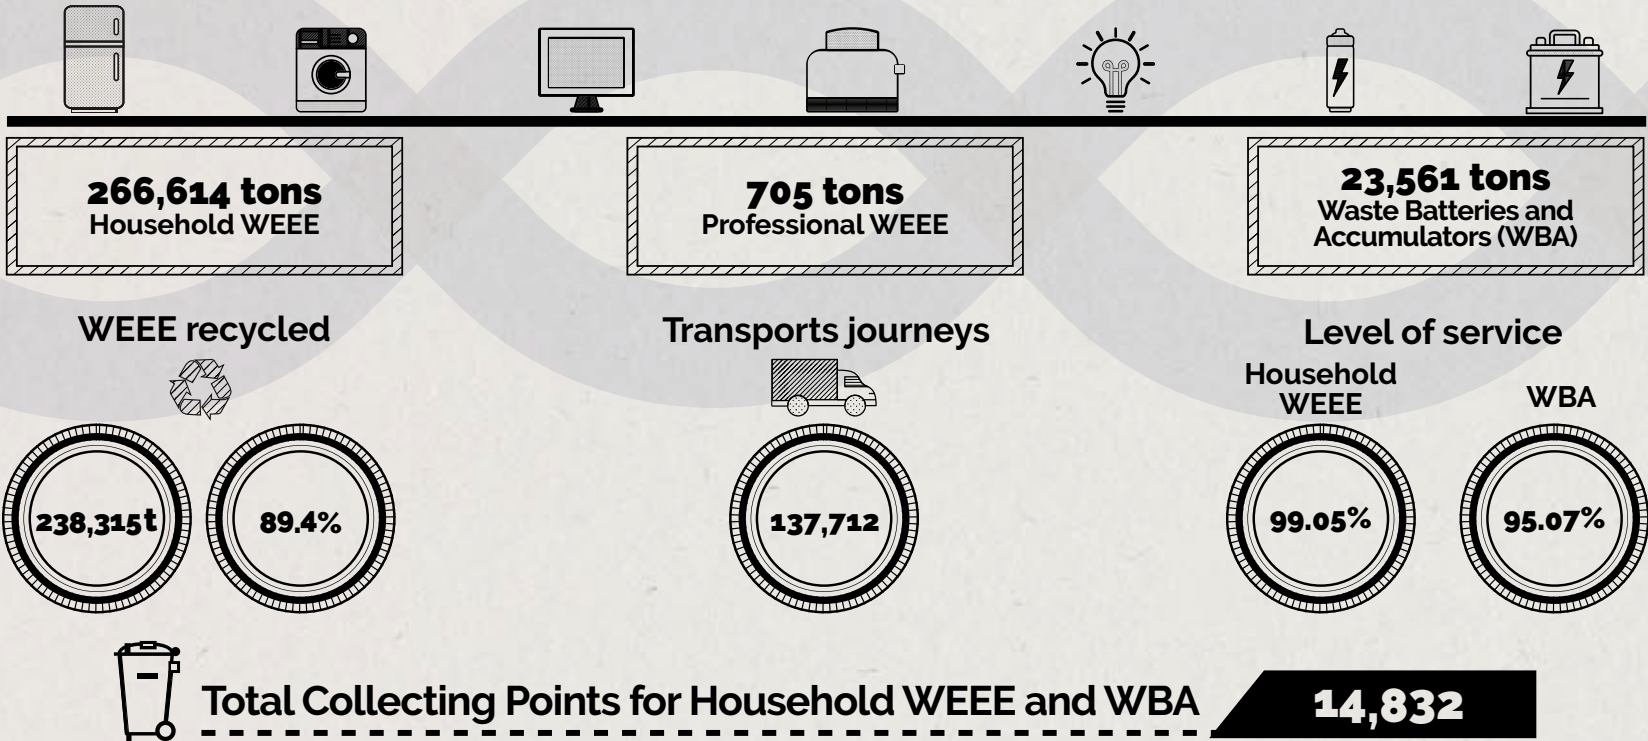 266,614 tons
Household WEEE
705 tons
Professional WEEE
23,561 tons
Waste Batteries and
Accumulators (WBA)
WEEE recycled
238,315t
89.4%
Transports journeys
137,712
Level of service
Household
WEEE
99.05%
WBA
95.07%
Total Collecting Points for Household WEEE and WBA
14,832